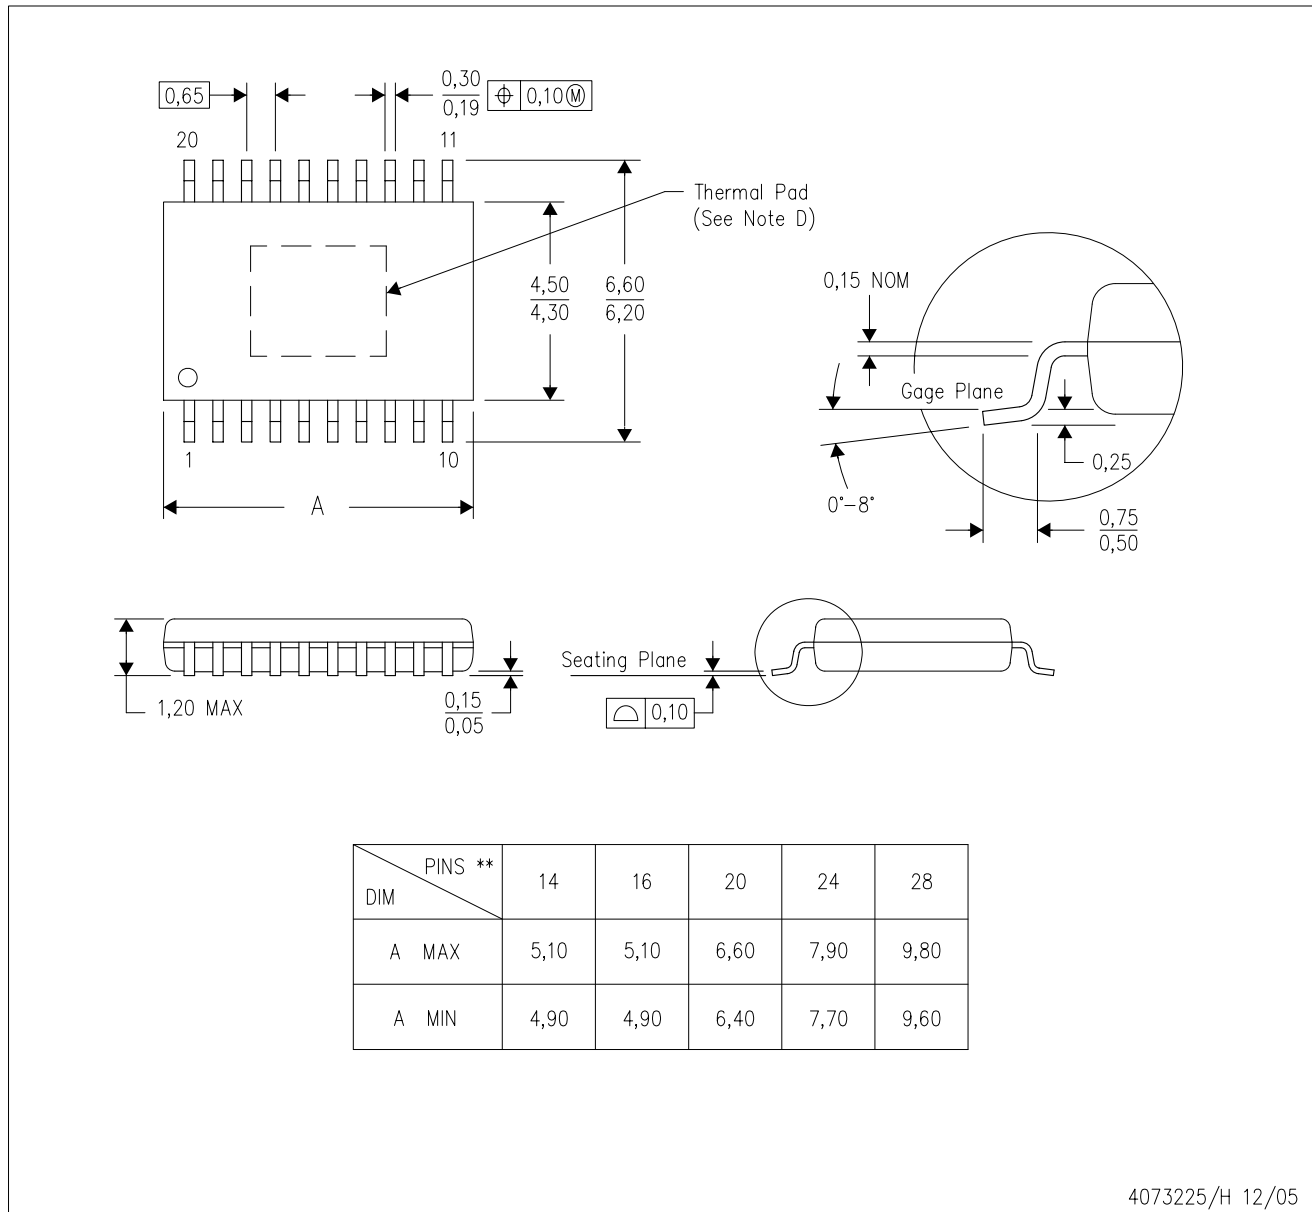 0,65
0,30
0,19
0,10 Ⓜ
20
11
Thermal Pad
(See Note D)
4,50
4,30
6,60
6,20
1
10
A
0,15 NOM
Gage Plane
0,25
0°–8°
0,75
0,50
1,20 MAX
0,15
0,05
Seating Plane
0,10
PINS **
DIM
14 16 20 24 28
A MAX 5,10 5,10 6,60 7,90 9,80
A MIN 4,90 4,90 6,40 7,70 9,60
4073225/H 12/05